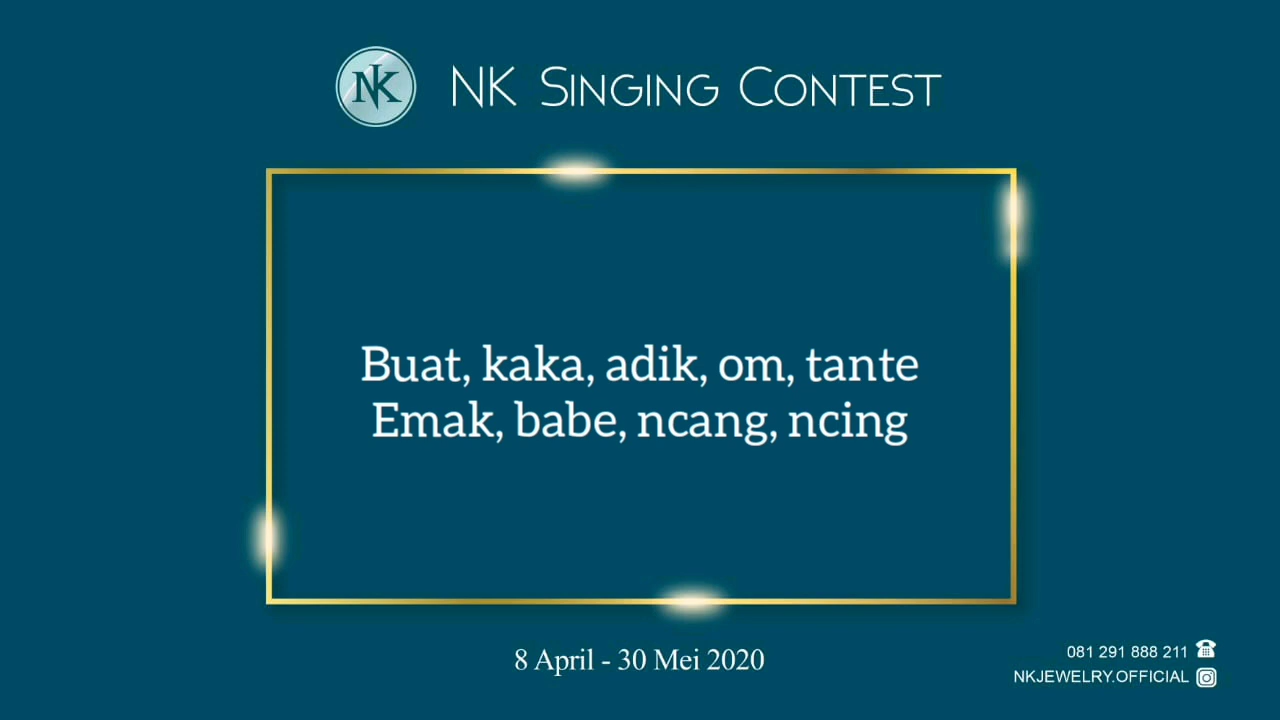 NK
NK SINGING CONTEST
Buat, kaka, adik, om, tante
Emak, babe, ncang, ncing
8 April - 30 Mei 2020
081 291 888 211
NKJEWELRY.OFFICIAL